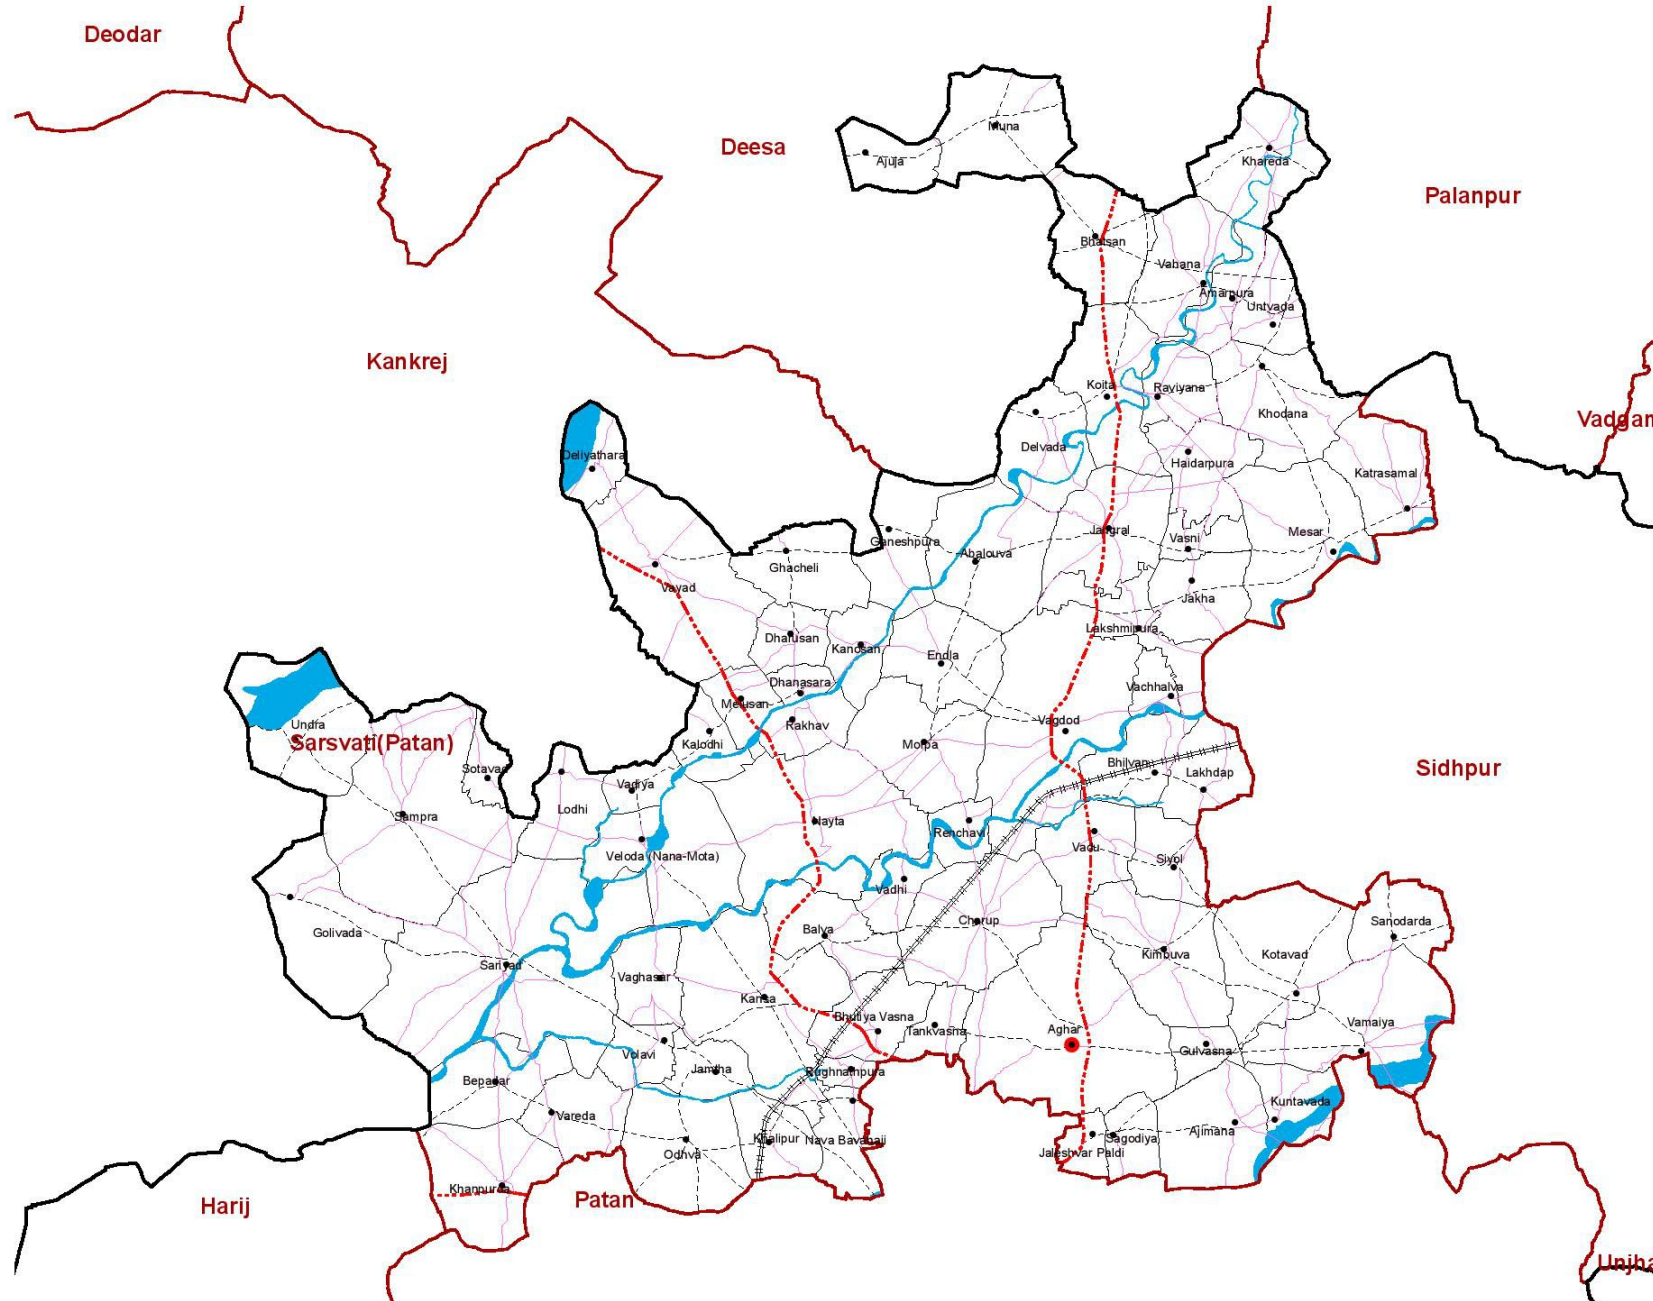 Deodar
Deesa
Muna
Ajuja
Khareda
Palanpur
Bhatsan
Vahana
Amarpura
Untvada
Kankrej
Koita
Raviyana
Khodana
Vadgam
Delvada
Deliyathara
Haidarpura
Katrasamal
Jangral
Mesar
Ganeshpura
Vasni
Abalouva
Ghacheli
Vayad
Jakha
Lakshmipura
Dharusan
Kanosan
Endla
Dhanasara
Vachhalva
Melusan
Undra
Rakhav
Vagdod
Sarsvati(Patan)
Kalodhi
Motpa
Sotavad
Bhilvan
Lakhdap
Sidhpur
Vadrya
Lodhi
Sampra
Nayta
Renchavi
Vadu
Veloda (Nana-Mota)
Sivol
Vadhi
Charup
Sanodarda
Golivada
Balva
Kimbuva
Kotavad
Sariyad
Vaghasar
Kansa
Bhutiya Vasna
Tankvasna
Aghar
Vamaiya
Volavi
Gulvasna
Jamtha
Rughnathpura
Bepadar
Kuntavada
Vareda
Ajimana
Khalipur
Nava Bavahaji
Sagodiya
Odhva
Jaleshvar Paldi
Khanpurda
Harij
Patan
Unjha